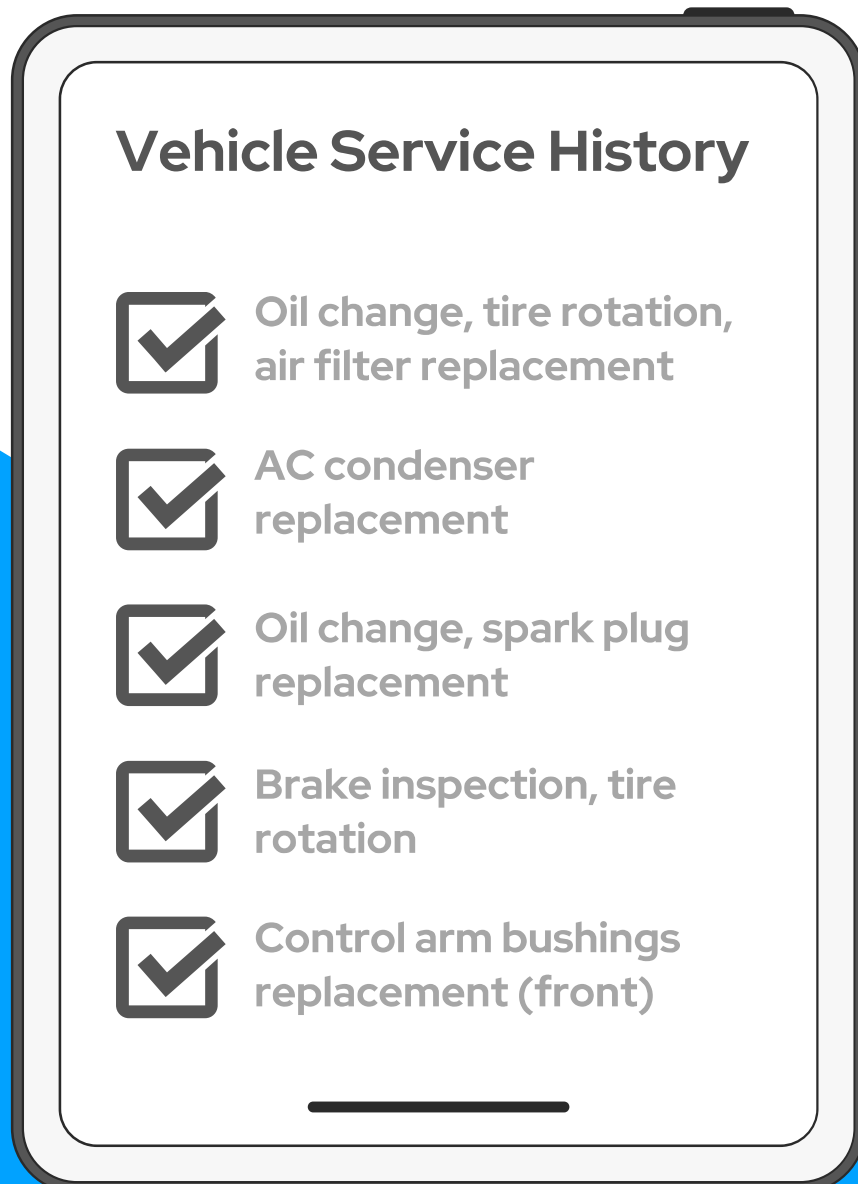 Vehicle Service History
Oil change, tire rotation,
air filter replacement
AC condenser
replacement
Oil change, spark plug
replacement
Brake inspection, tire
rotation
Control arm bushings
replacement (front)